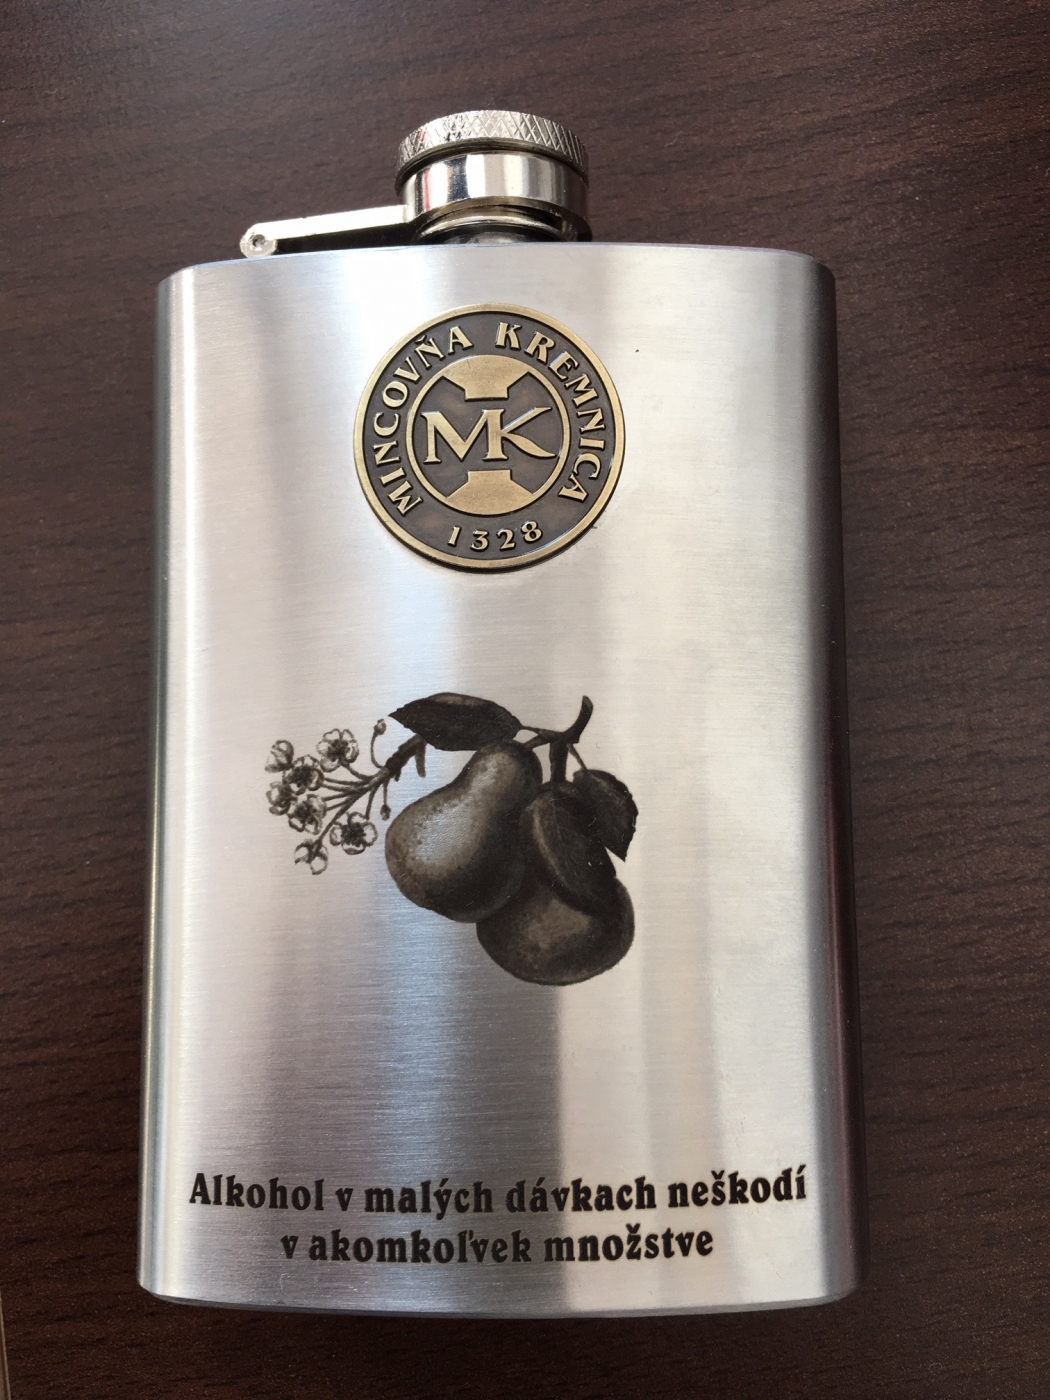 MINCOVŇA KREMNICA
MK
1328
Alkohol v malých dávkach neškodí
v akomkoľvek množstve